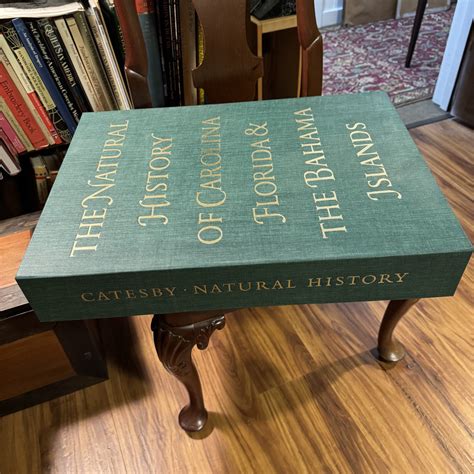 THE NATURAL
HISTORY
OF CAROLINA
FLORIDA &
THE BAHAMA
ISLANDS
CATESBY · NATURAL HISTORY